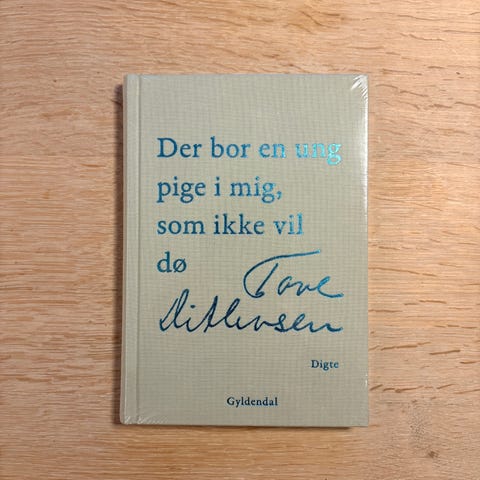 Der bor en ung
pige i mig,
som ikke vil
dø
Tove
Ditlevsen
Digte
Gyldendal